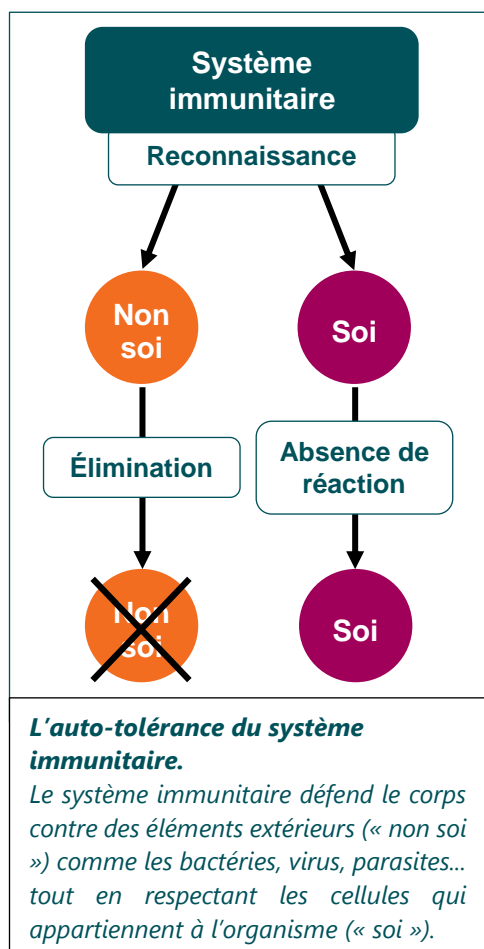 Système
immunitaire
Reconnaissance
Non
soi
Soi
Élimination
Absence de
réaction
Non
soi
Soi
L'auto-tolérance du système
immunitaire.
Le système immunitaire défend le corps
contre des éléments extérieurs (« non soi
») comme les bactéries, virus, parasites...
tout en respectant les cellules qui
appartiennent à l'organisme (« soi »).